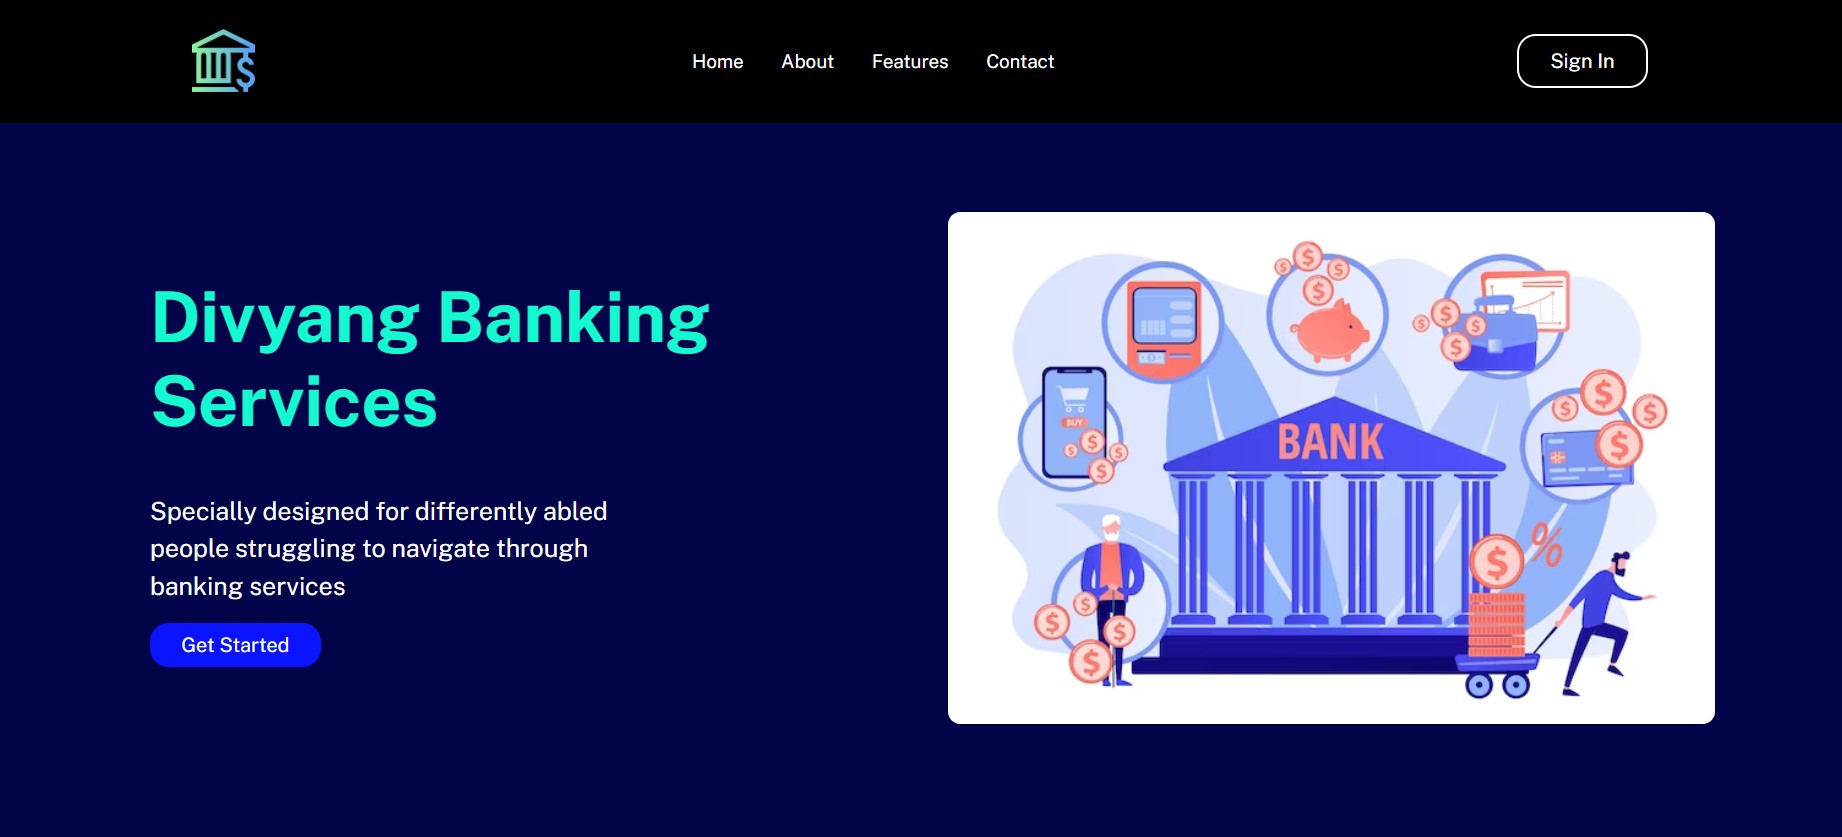 Home About Features Contact Sign In
Divyang Banking
Services
Specially designed for differently abled
people struggling to navigate through
banking services
Get Started
BUY
BANK
%